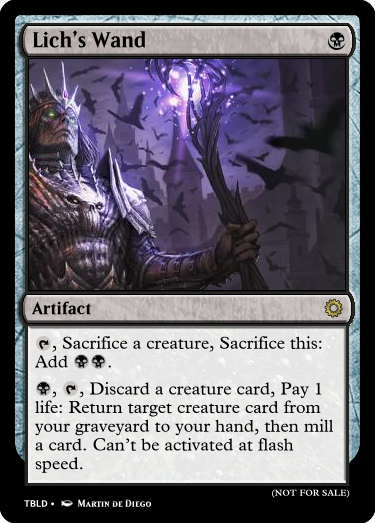 Lich's Wand
Artifact
, Sacrifice a creature, Sacrifice this:
Add .
, , Discard a creature card, Pay 1
life: Return target creature card from
your graveyard to your hand, then mill
a card. Can't be activated at flash
speed.
(NOT FOR SALE)
TBLD • Martin de Diego